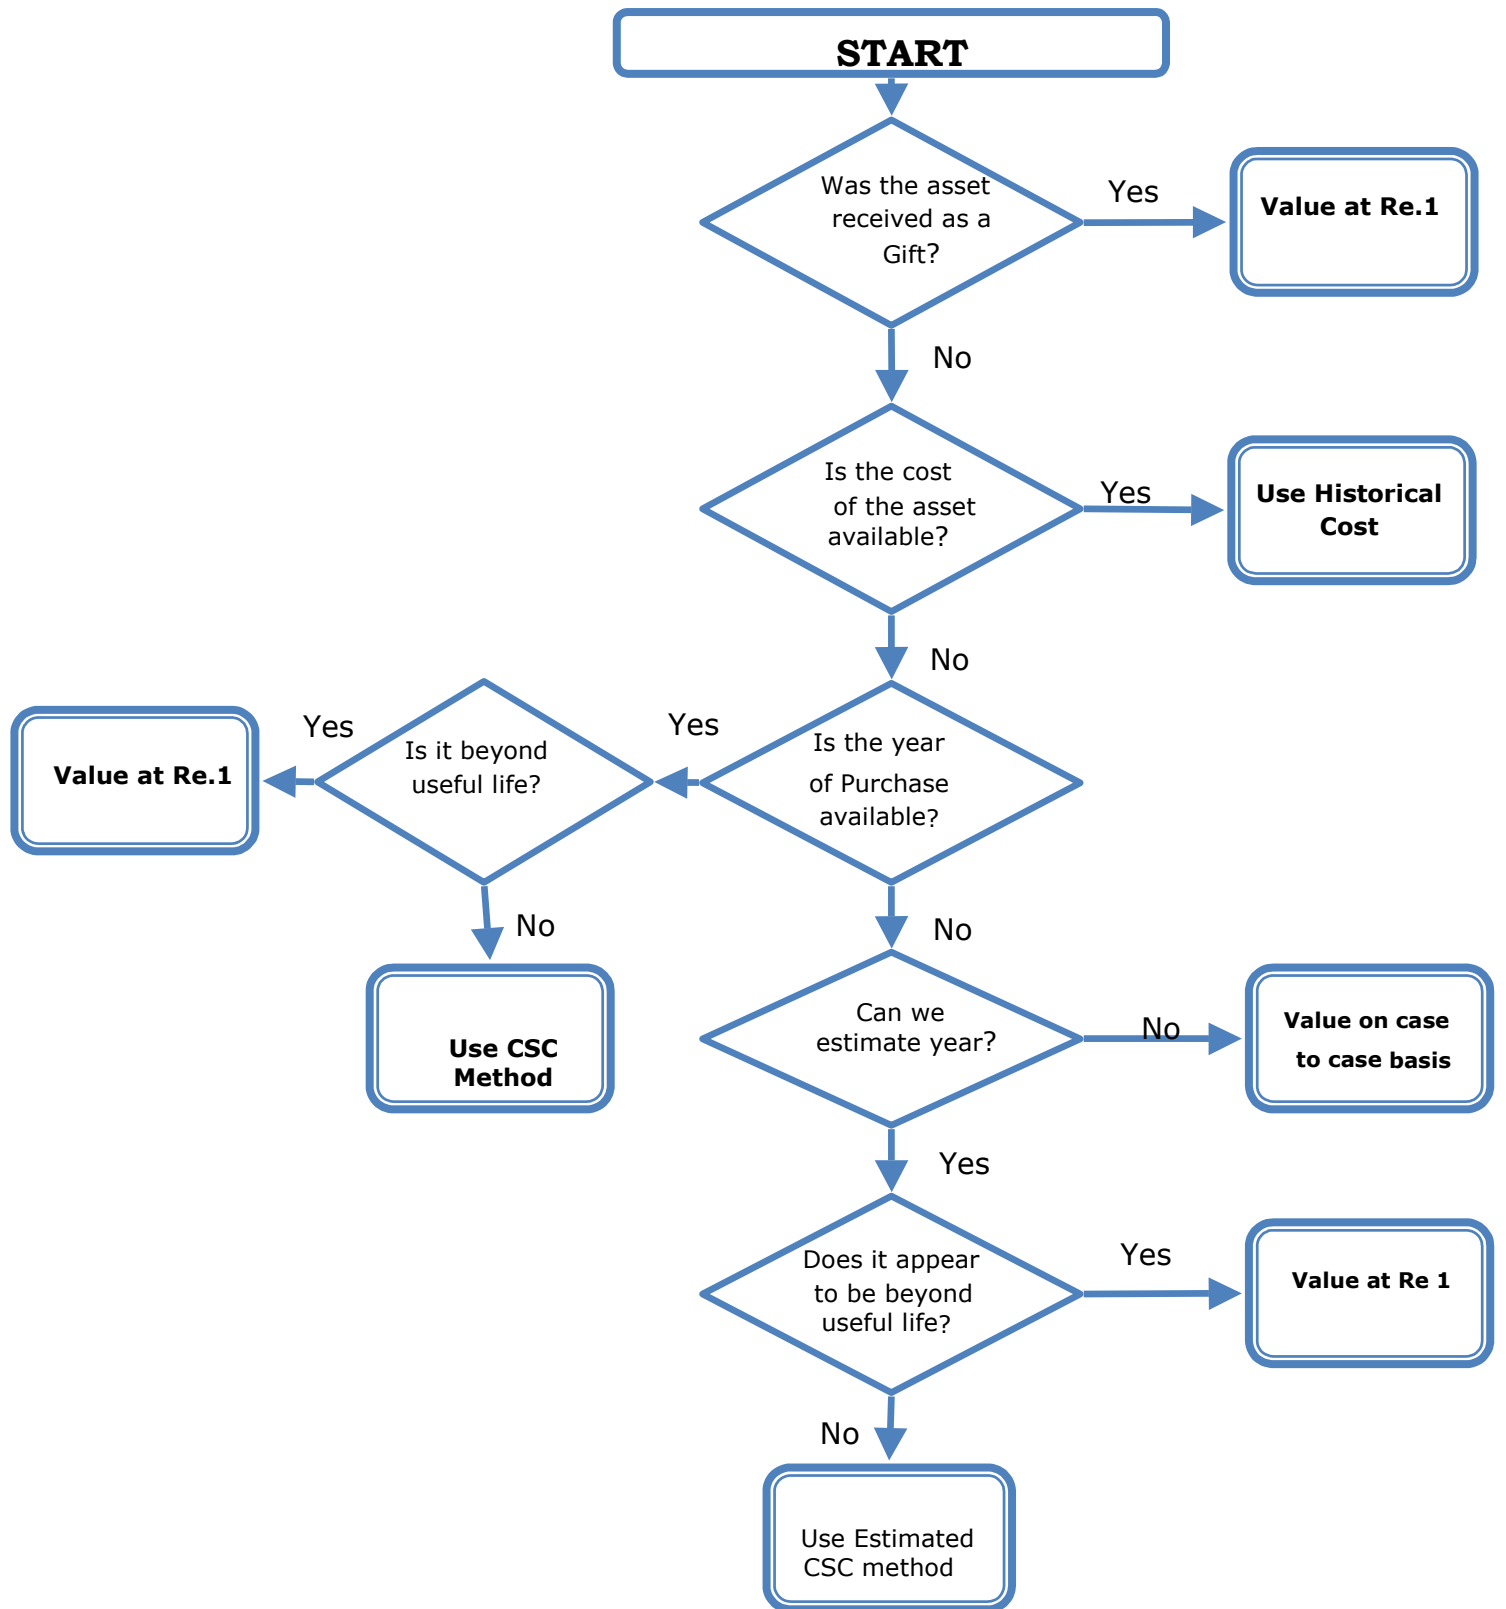 START
Was the asset
received as a
Gift?
Yes
Value at Re.1
No
Is the cost
of the asset
available?
Yes
Use Historical
Cost
No
Is the year
of Purchase
available?
Yes
Is it beyond
useful life?
Yes
Value at Re.1
No
Use CSC
Method
No
Can we
estimate year?
No
Value on case
to case basis
Yes
Does it appear
to be beyond
useful life?
Yes
Value at Re 1
No
Use Estimated
CSC method